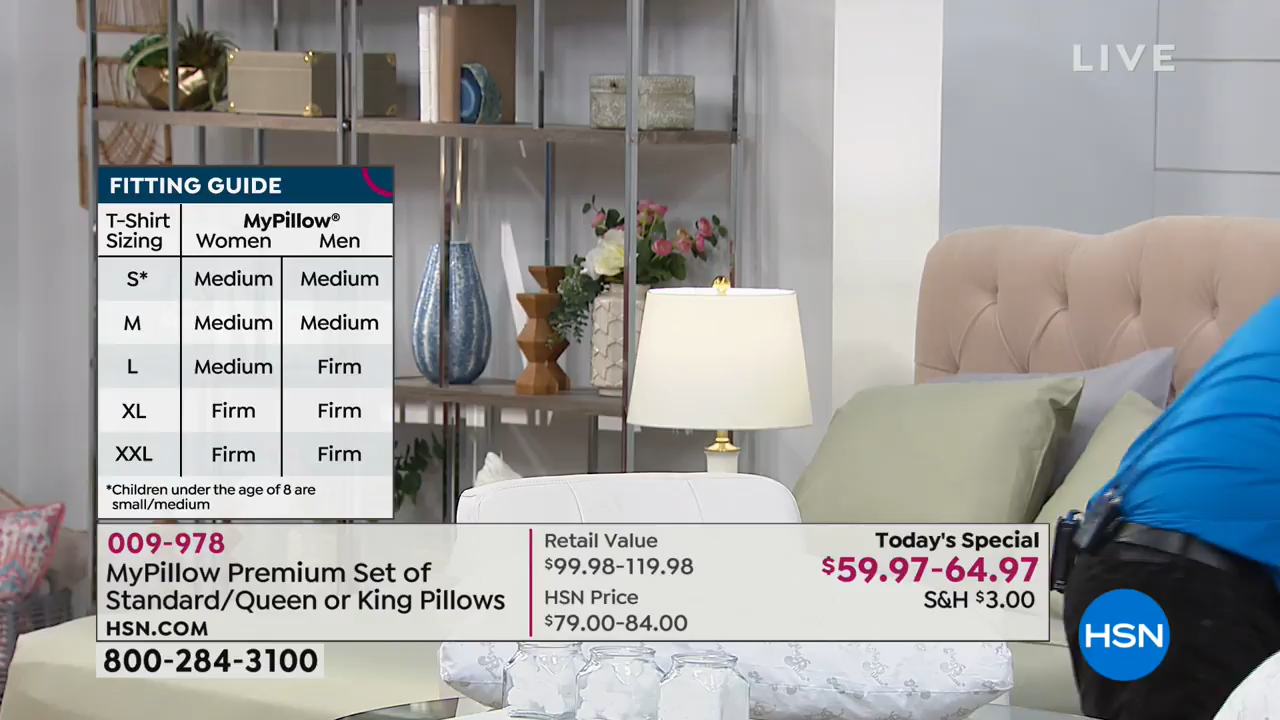 LIVE
FITTING GUIDE
T-Shirt Sizing MyPillow®
Women Men
S* Medium Medium
M Medium Medium
L Medium Firm
XL Firm Firm
XXL Firm Firm
*Children under the age of 8 are
small/medium
009-978
MyPillow Premium Set of
Standard/Queen or King Pillows
HSN.COM
800-284-3100
Retail Value
$99.98-119.98
HSN Price
$79.00-84.00
Today's Special
$59.97-64.97
S&H $3.00
HSN